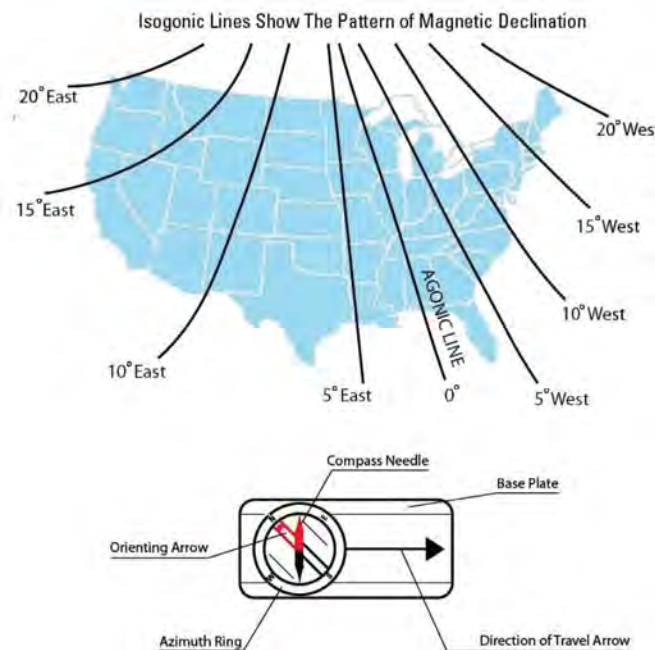 Isogonic Lines Show The Pattern of Magnetic Declination
20° East
20° West
15° East
15° West
10° West
AGONIC LINE
10° East
5° East
0°
5° West
Compass Needle
Base Plate
N
E
Orienting Arrow
W
S
Azimuth Ring
Direction of Travel Arrow